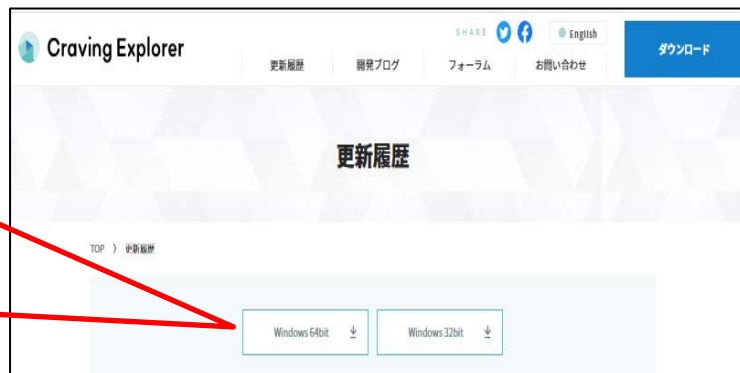 SHARE
English
Craving Explorer
ダウンロード
更新履歴 開発ブログ フォーラム お問い合わせ
更新履歴
TOP 〉 更新履歴
Windows 64bit Windows 32bit